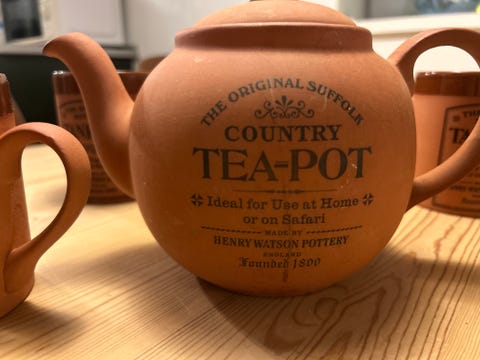 THE ORIGINAL SUFFOLK
COUNTRY
TEA-POT
Ideal for Use at Home
or on Safari
MADE BY
HENRY WATSON POTTERY
ENGLAND
Founded 1800